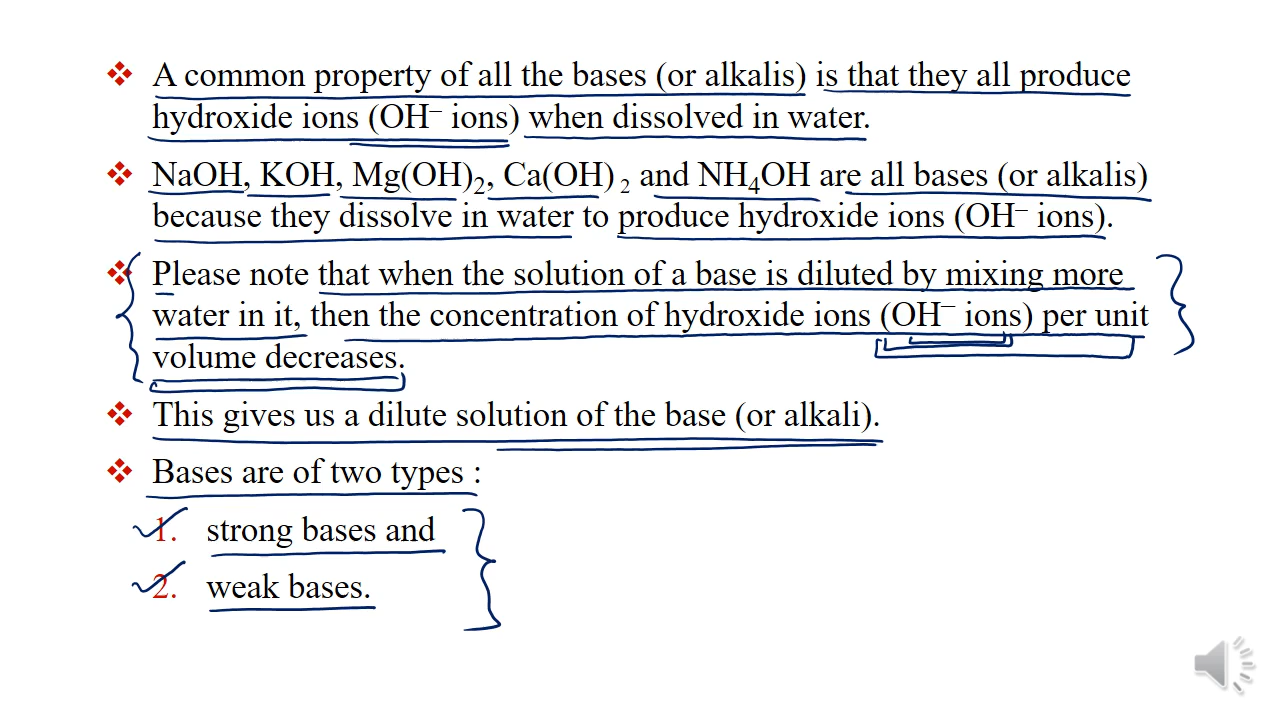 ❖ A common property of all the bases (or alkalis) is that they all produce
hydroxide ions (OH⁻ ions) when dissolved in water.
❖ NaOH, KOH, Mg(OH)₂, Ca(OH) ₂ and NH₄OH are all bases (or alkalis)
because they dissolve in water to produce hydroxide ions (OH⁻ ions).
❖ Please note that when the solution of a base is diluted by mixing more
water in it, then the concentration of hydroxide ions (OH⁻ ions) per unit
volume decreases.
❖ This gives us a dilute solution of the base (or alkali).
❖ Bases are of two types :
1. strong bases and
2. weak bases.